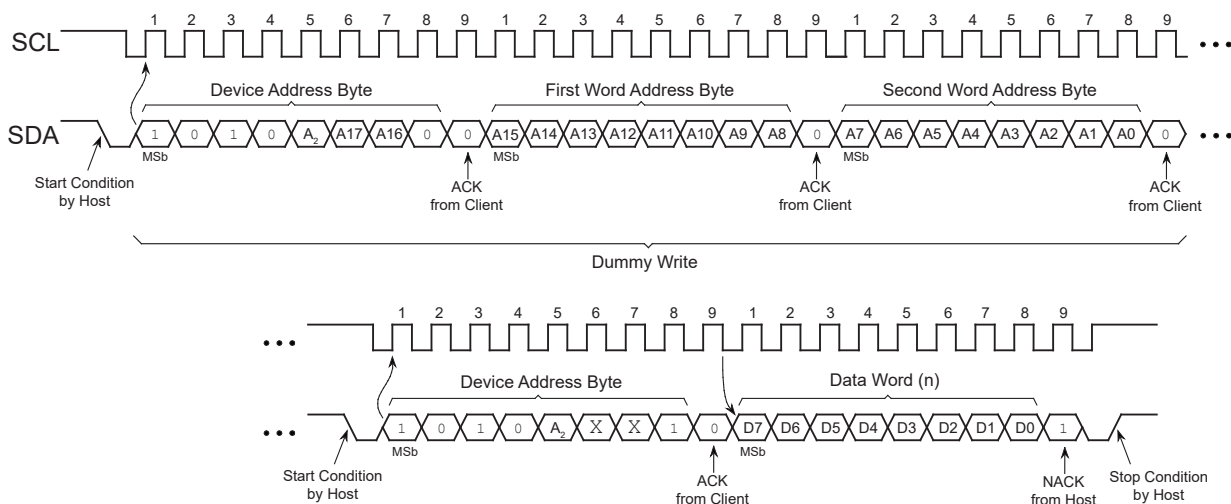 1 2 3 4 5 6 7 8 9 1 2 3 4 5 6 7 8 9 1 2 3 4 5 6 7 8 9
SCL
Device Address Byte First Word Address Byte Second Word Address Byte
SDA 1 0 1 0 A2 A17 A16 0 0 A15 A14 A13 A12 A11 A10 A9 A8 0 A7 A6 A5 A4 A3 A2 A1 A0 0
MSb MSb MSb
Start Condition
by Host
ACK
from Client
ACK
from Client
ACK
from Client
Dummy Write
1 2 3 4 5 6 7 8 9 1 2 3 4 5 6 7 8 9
Device Address Byte Data Word (n)
1 0 1 0 A2 X X 1 0 D7 D6 D5 D4 D3 D2 D1 D0 1
MSb MSb
Start Condition
by Host
ACK
from Client
NACK
from Host
Stop Condition
by Host